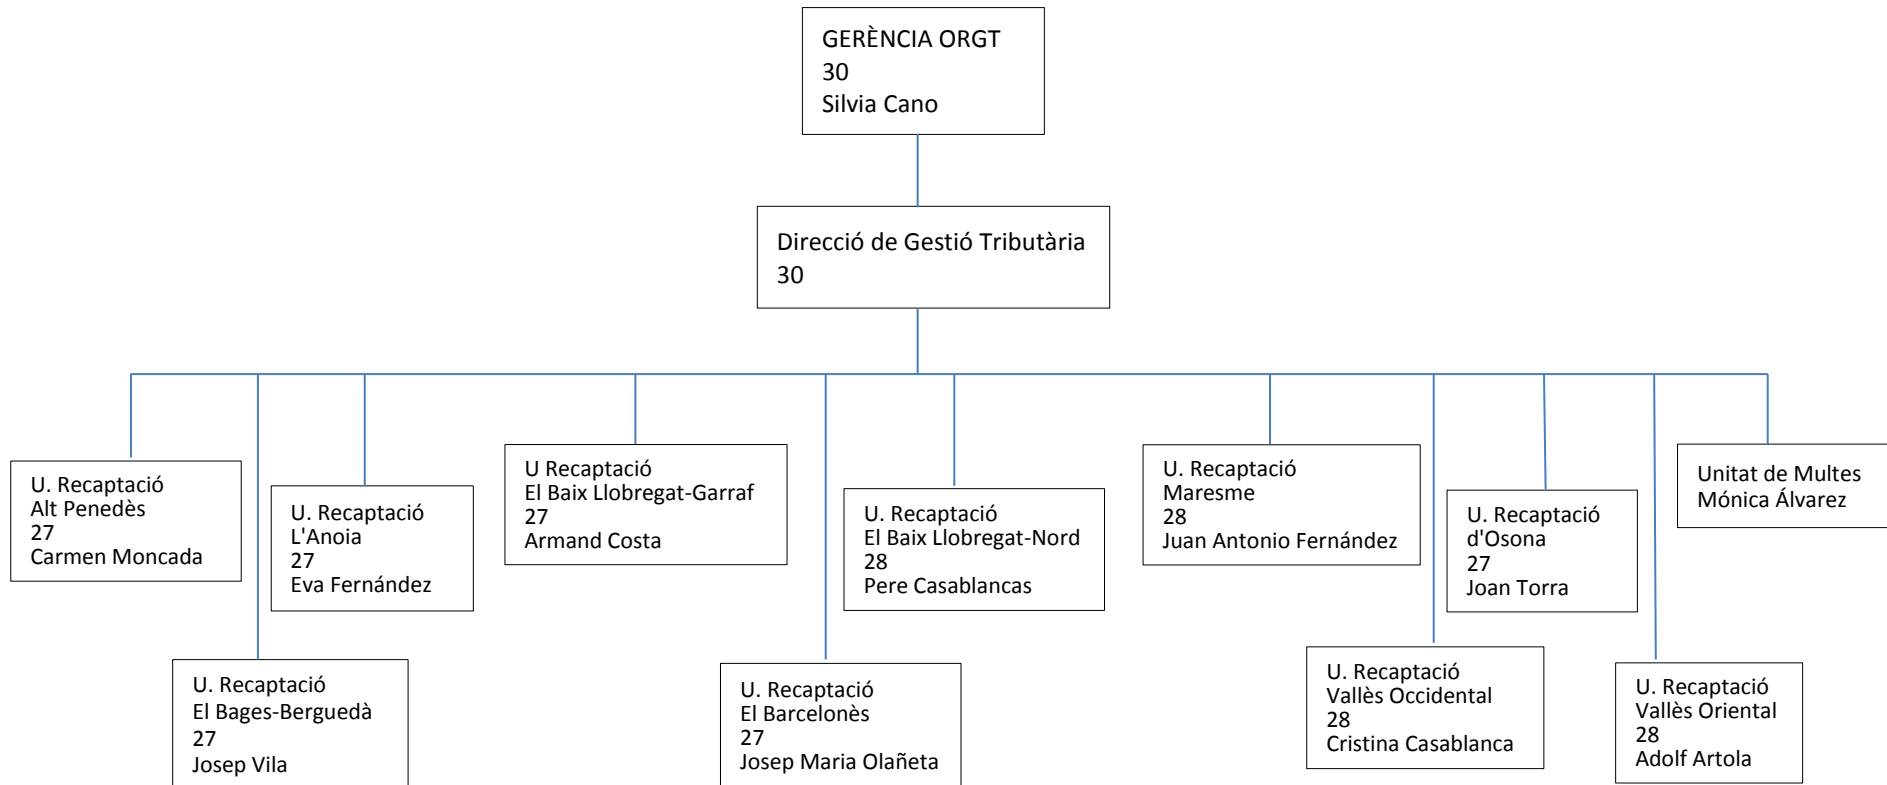 GERÈNCIA ORGT
30
Silvia Cano
Direcció de Gestió Tributària
30
U. Recaptació
Alt Penedès
27
Carmen Moncada
U. Recaptació
El Bages-Berguedà
27
Josep Vila
U. Recaptació
L'Anoia
27
Eva Fernández
U Recaptació
El Baix Llobregat-Garraf
27
Armand Costa
U. Recaptació
El Barcelonès
27
Josep Maria Olañeta
U. Recaptació
El Baix Llobregat-Nord
28
Pere Casablancas
U. Recaptació
Maresme
28
Juan Antonio Fernández
U. Recaptació
Vallès Occidental
28
Cristina Casablanca
U. Recaptació
d'Osona
27
Joan Torra
U. Recaptació
Vallès Oriental
28
Adolf Artola
Unitat de Multes
Mónica Álvarez